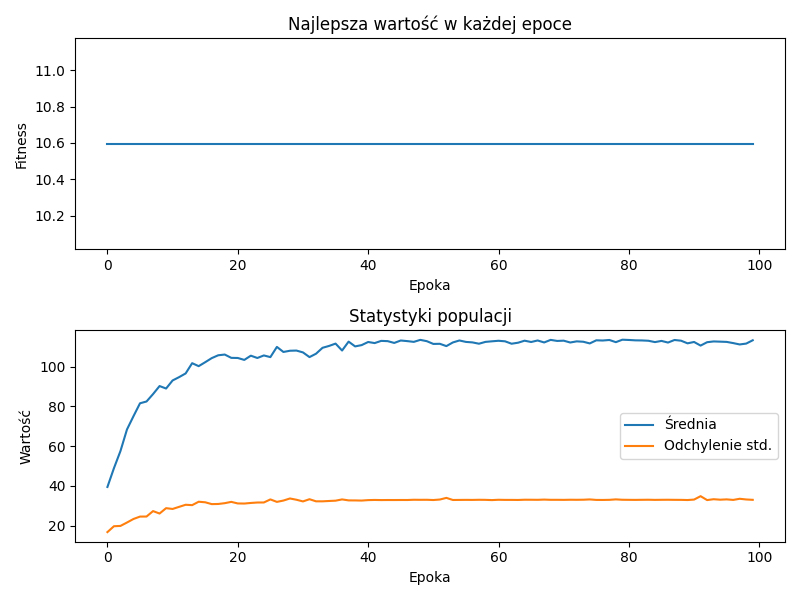 Najlepsza wartość w każdej epoce
11.0
10.8
10.6
10.4
10.2
Fitness
0 20 40 60 80 100
Epoka
Statystyki populacji
100
80
60
40
20
Wartość
Średnia
Odchylenie std.
0 20 40 60 80 100
Epoka